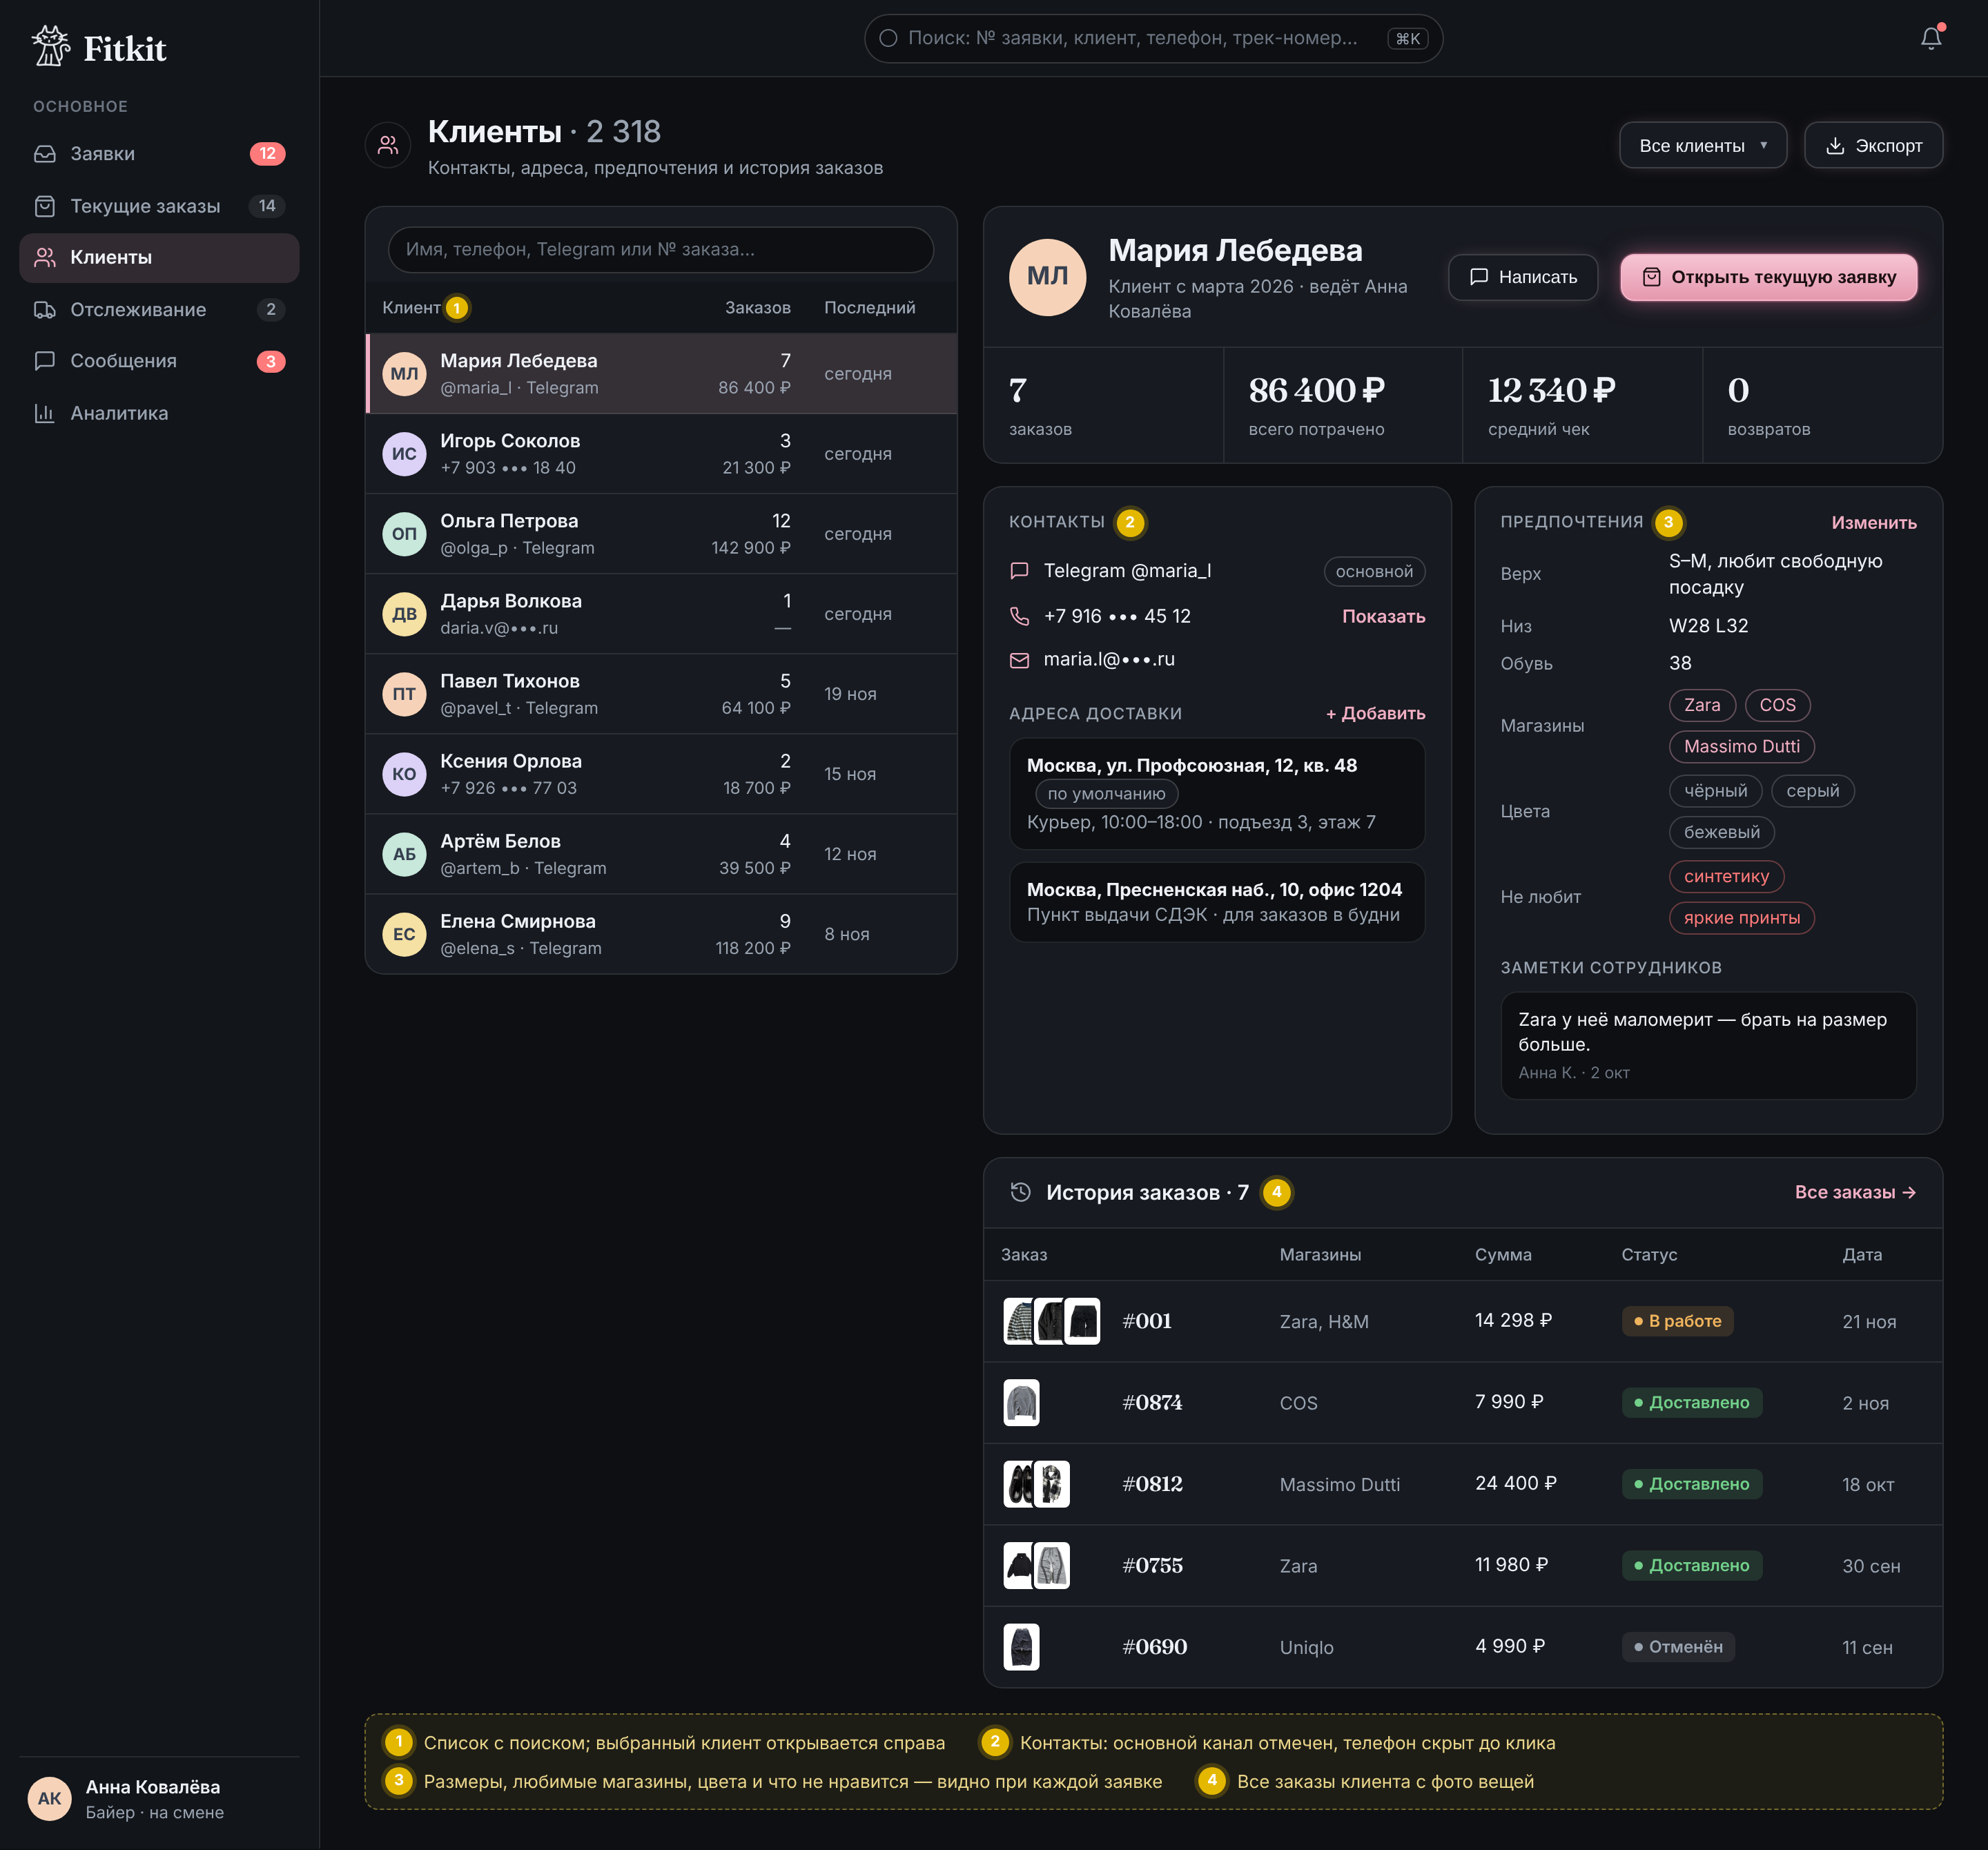 Fitkit
Поиск: № заявки, клиент, телефон, трек-номер...
⌘K
ОСНОВНОЕ
Заявки 12
Текущие заказы 14
Клиенты
Отслеживание 2
Сообщения 3
Аналитика
Клиенты · 2 318
Контакты, адреса, предпочтения и история заказов
Все клиенты ▼
Экспорт
Имя, телефон, Telegram или № заказа...
Клиент 1 Заказов Последний
МЛ Мария Лебедева 7 сегодня
@maria_l · Telegram 86 400 ₽
ИС Игорь Соколов 3 сегодня
+7 903 ••• 18 40 21 300 ₽
ОП Ольга Петрова 12 сегодня
@olga_p · Telegram 142 900 ₽
ДВ Дарья Волкова 1 сегодня
daria.v@•••.ru —
ПТ Павел Тихонов 5 19 ноя
@pavel_t · Telegram 64 100 ₽
КО Ксения Орлова 2 15 ноя
+7 926 ••• 77 03 18 700 ₽
АБ Артём Белов 4 12 ноя
@artem_b · Telegram 39 500 ₽
ЕС Елена Смирнова 9 8 ноя
@elena_s · Telegram 118 200 ₽
МЛ
Мария Лебедева
Клиент с марта 2026 · ведёт Анна
Ковалёва
Написать
Открыть текущую заявку
7
заказов
86 400 ₽
всего потрачено
12 340 ₽
средний чек
0
возвратов
КОНТАКТЫ 2
Telegram @maria_l основной
+7 916 ••• 45 12 Показать
maria.l@•••.ru
АДРЕСА ДОСТАВКИ + Добавить
Москва, ул. Профсоюзная, 12, кв. 48
по умолчанию
Курьер, 10:00–18:00 · подъезд 3, этаж 7
Москва, Пресненская наб., 10, офис 1204
Пункт выдачи СДЭК · для заказов в будни
ПРЕДПОЧТЕНИЯ 3 Изменить
Верх S–M, любит свободную
посадку
Низ W28 L32
Обувь 38
Магазины Zara COS
Massimo Dutti
Цвета чёрный серый
бежевый
Не любит синтетику
яркие принты
ЗАМЕТКИ СОТРУДНИКОВ
Zara у неё маломерит — брать на размер
больше.
Анна К. · 2 окт
История заказов · 7 4 Все заказы →
Заказ Магазины Сумма Статус Дата
#001 Zara, H&M 14 298 ₽ В работе 21 ноя
#0874 COS 7 990 ₽ Доставлено 2 ноя
#0812 Massimo Dutti 24 400 ₽ Доставлено 18 окт
#0755 Zara 11 980 ₽ Доставлено 30 сен
#0690 Uniqlo 4 990 ₽ Отменён 11 сен
1 Список с поиском; выбранный клиент открывается справа 2 Контакты: основной канал отмечен, телефон скрыт до клика
3 Размеры, любимые магазины, цвета и что не нравится — видно при каждой заявке 4 Все заказы клиента с фото вещей
АК Анна Ковалёва
Байер · на смене